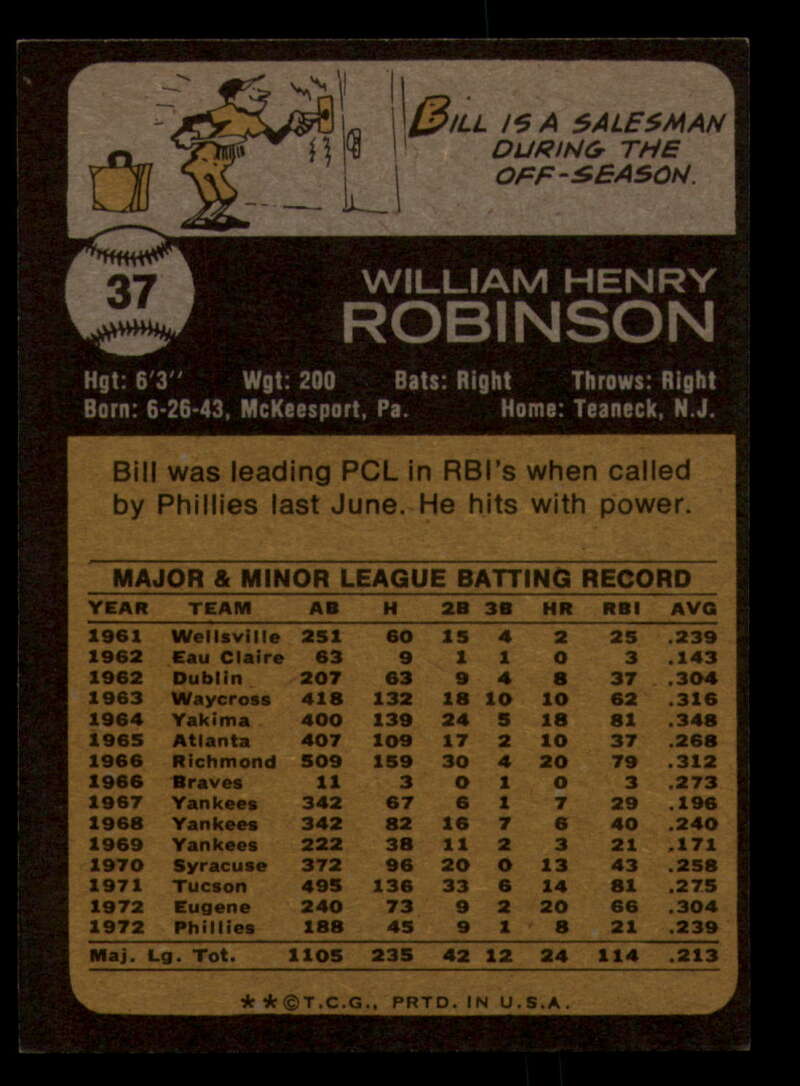 BILL IS A SALESMAN
DURING THE
OFF-SEASON.
37
WILLIAM HENRY
ROBINSON
Hgt: 6'3" Wgt: 200 Bats: Right Throws: Right
Born: 6-26-43, McKeesport, Pa. Home: Teaneck, N.J.
Bill was leading PCL in RBI's when called
by Phillies last June. He hits with power.
MAJOR & MINOR LEAGUE BATTING RECORD
YEAR TEAM AB H 2B 3B HR RBI AVG
1961 Wellsville 251 60 15 4 2 25 .239
1962 Eau Claire 63 9 1 1 0 3 .143
1962 Dublin 207 63 9 4 8 37 .304
1963 Waycross 418 132 18 10 10 62 .316
1964 Yakima 400 139 24 5 18 81 .348
1965 Atlanta 407 109 17 2 10 37 .268
1966 Richmond 509 159 30 4 20 79 .312
1966 Braves 11 3 0 1 0 3 .273
1967 Yankees 342 67 6 1 7 29 .196
1968 Yankees 342 82 16 7 6 40 .240
1969 Yankees 222 38 11 2 3 21 .171
1970 Syracuse 372 96 20 0 13 43 .258
1971 Tucson 495 136 33 6 14 81 .275
1972 Eugene 240 73 9 2 20 66 .304
1972 Phillies 188 45 9 1 8 21 .239
Maj. Lg. Tot. 1105 235 42 12 24 114 .213
**©T.C.G., PRTD. IN U.S.A.